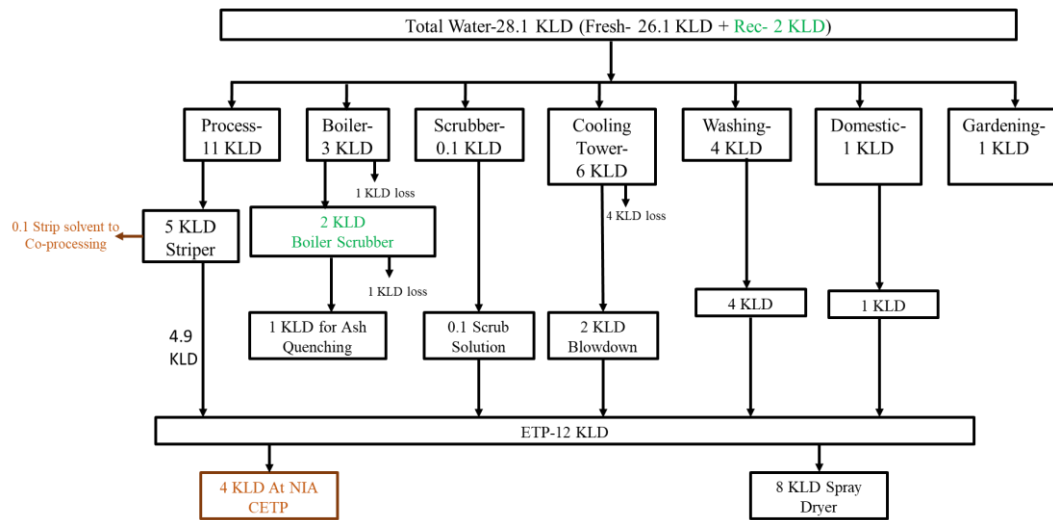 Total Water-28.1 KLD (Fresh- 26.1 KLD + Rec- 2 KLD)
Process-
11 KLD
Boiler-
3 KLD
Scrubber-
0.1 KLD
Cooling
Tower-
6 KLD
Washing-
4 KLD
Domestic-
1 KLD
Gardening-
1 KLD
1 KLD loss
4 KLD loss
0.1 Strip solvent to
Co-processing
5 KLD
Striper
2 KLD
Boiler Scrubber
1 KLD loss
4 KLD
1 KLD
4.9
KLD
1 KLD for Ash
Quenching
0.1 Scrub
Solution
2 KLD
Blowdown
ETP-12 KLD
4 KLD At NIA
CETP
8 KLD Spray
Dryer